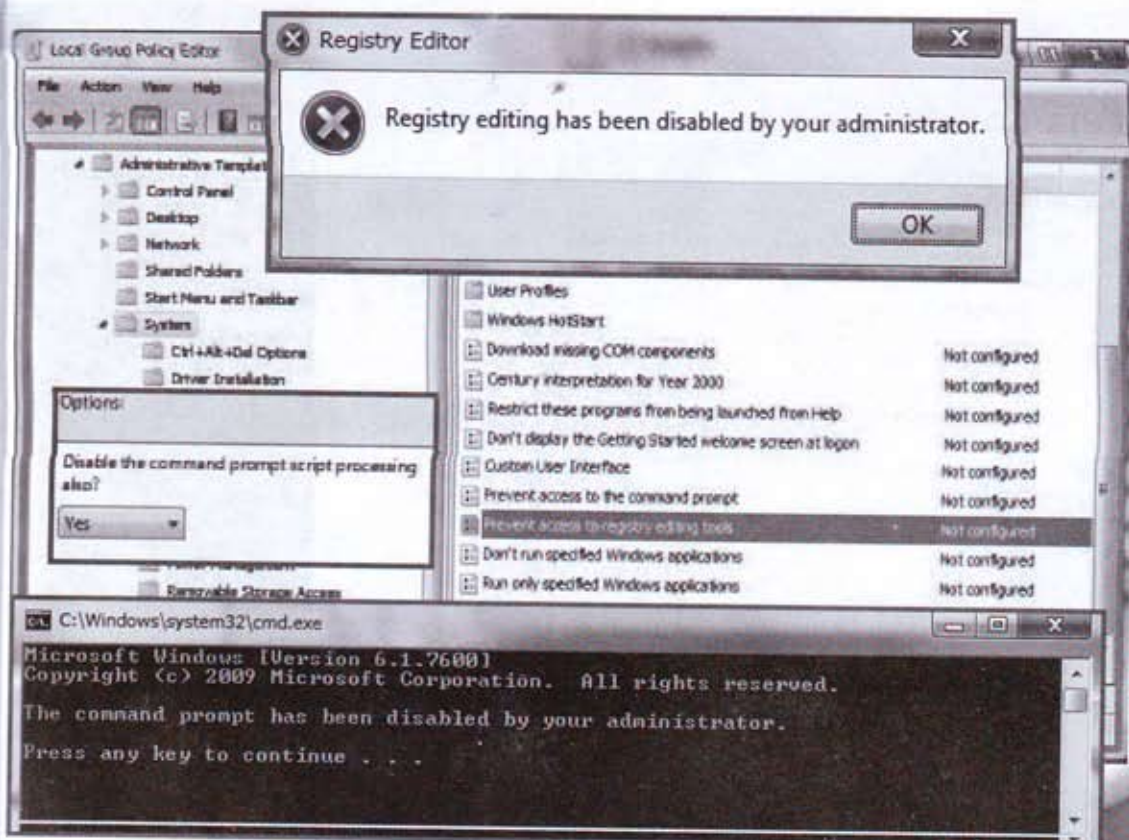 Local Group Policy Editor
Registry Editor
Registry editing has been disabled by your administrator.
OK
File Action View Help
Administrative Templat
Control Panel
Desktop
Network
Shared Folders
Start Menu and Taskbar
System
Ctrl+Alt+Del Options
Driver Installation
Options:
Disable the command prompt script processing
also?
Yes
Power Management
Removable Storage Access
User Profiles
Windows HotStart
Download missing COM components Not configured
Century interpretation for Year 2000 Not configured
Restrict these programs from being launched from Help Not configured
Don't display the Getting Started welcome screen at logon Not configured
Custom User Interface Not configured
Prevent access to the command prompt Not configured
Prevent access to registry editing tools Not configured
Don't run specified Windows applications Not configured
Run only specified Windows applications Not configured
C:\Windows\system32\cmd.exe
Microsoft Windows [Version 6.1.7600]
Copyright (c) 2009 Microsoft Corporation. All rights reserved.
The command prompt has been disabled by your administrator.
Press any key to continue . . .